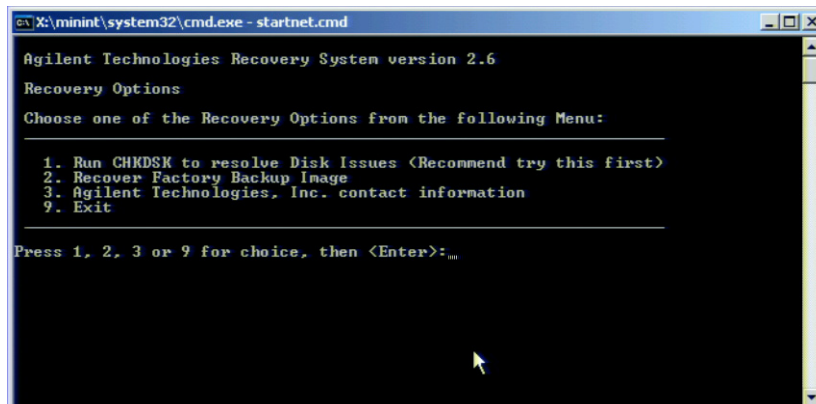 X:\minint\system32\cmd.exe - startnet.cmd
Agilent Technologies Recovery System version 2.6
Recovery Options
Choose one of the Recovery Options from the following Menu:
1. Run CHKDSK to resolve Disk Issues (Recommend try this first)
2. Recover Factory Backup Image
3. Agilent Technologies, Inc. contact information
9. Exit
Press 1, 2, 3 or 9 for choice, then <Enter>: